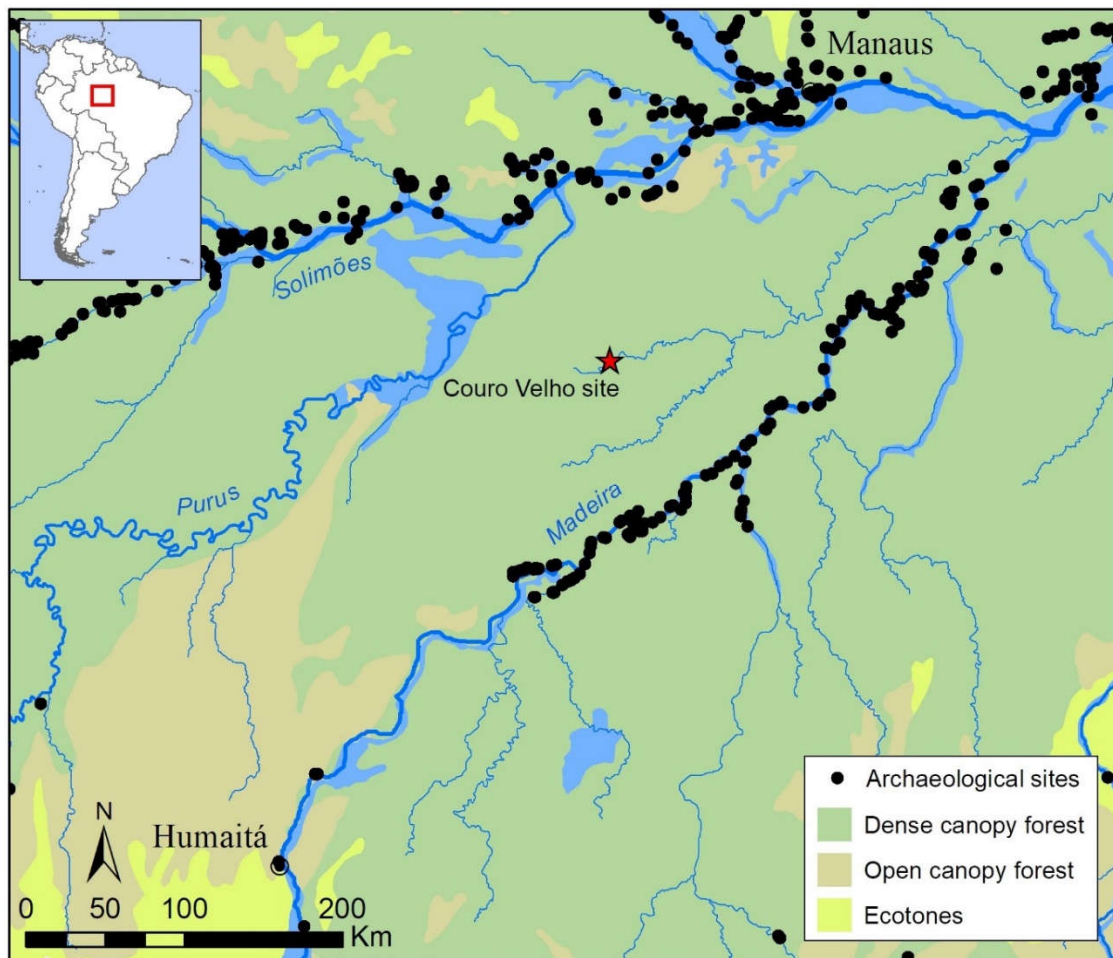 Manaus
Solimões
Couro Velho site
Purus
Madeira
Humaitá
N
0 50 100 200
Km
Archaeological sites
Dense canopy forest
Open canopy forest
Ecotones